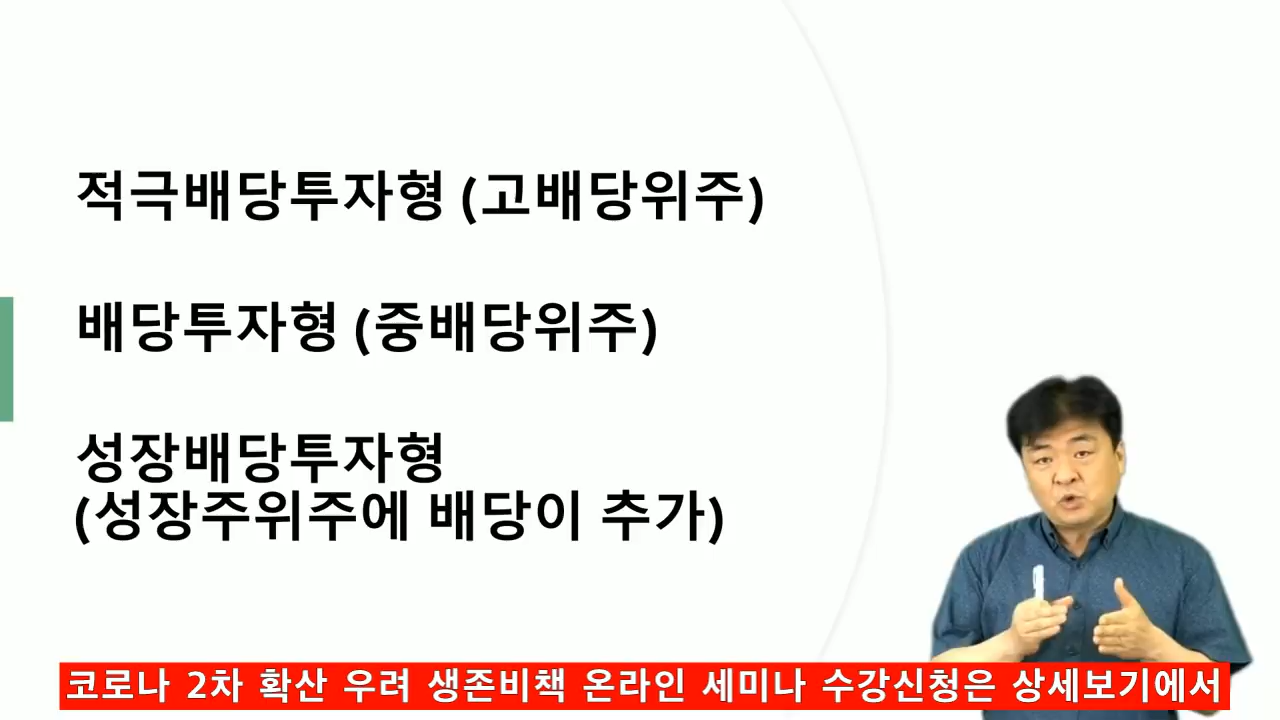 적극배당투자형 (고배당위주)
배당투자형 (중배당위주)
성장배당투자형
(성장주위주에 배당이 추가)
코로나 2차 확산 우려 생존비책 온라인 세미나 수강신청은 상세보기에서